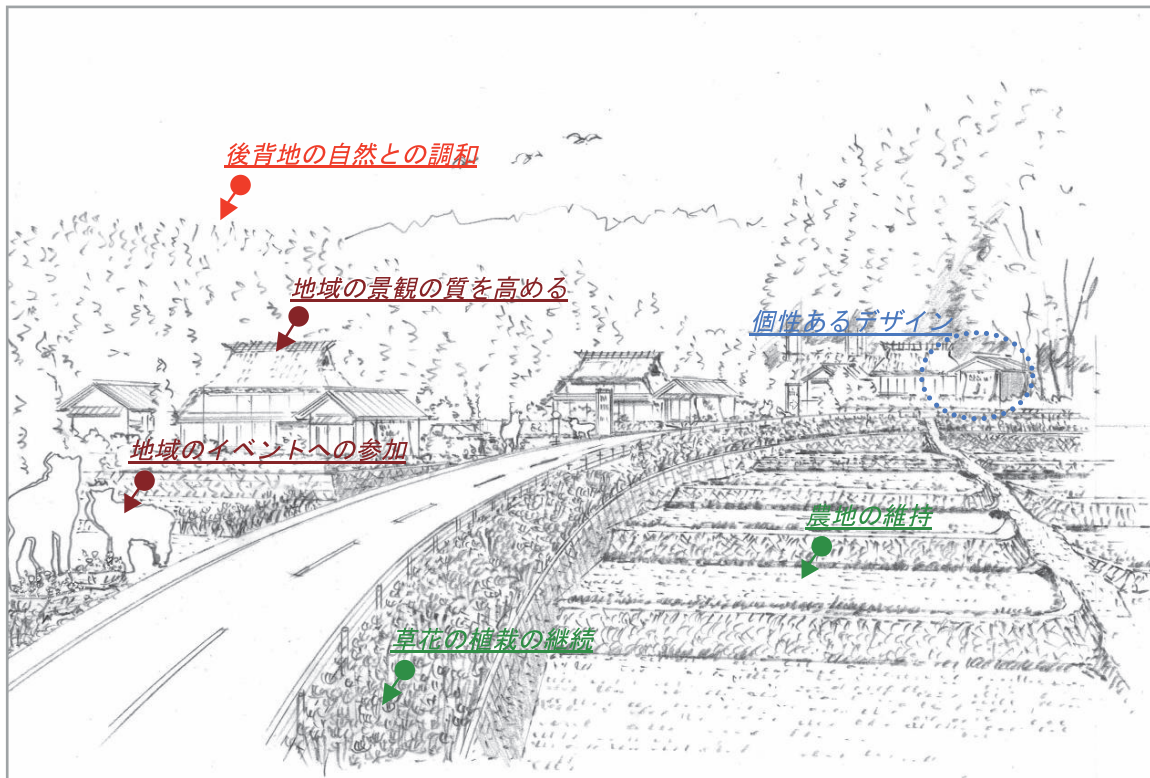 後背地の自然との調和
地域の景観の質を高める
個性あるデザイン
地域のイベントへの参加
農地の維持
草花の植栽の継続